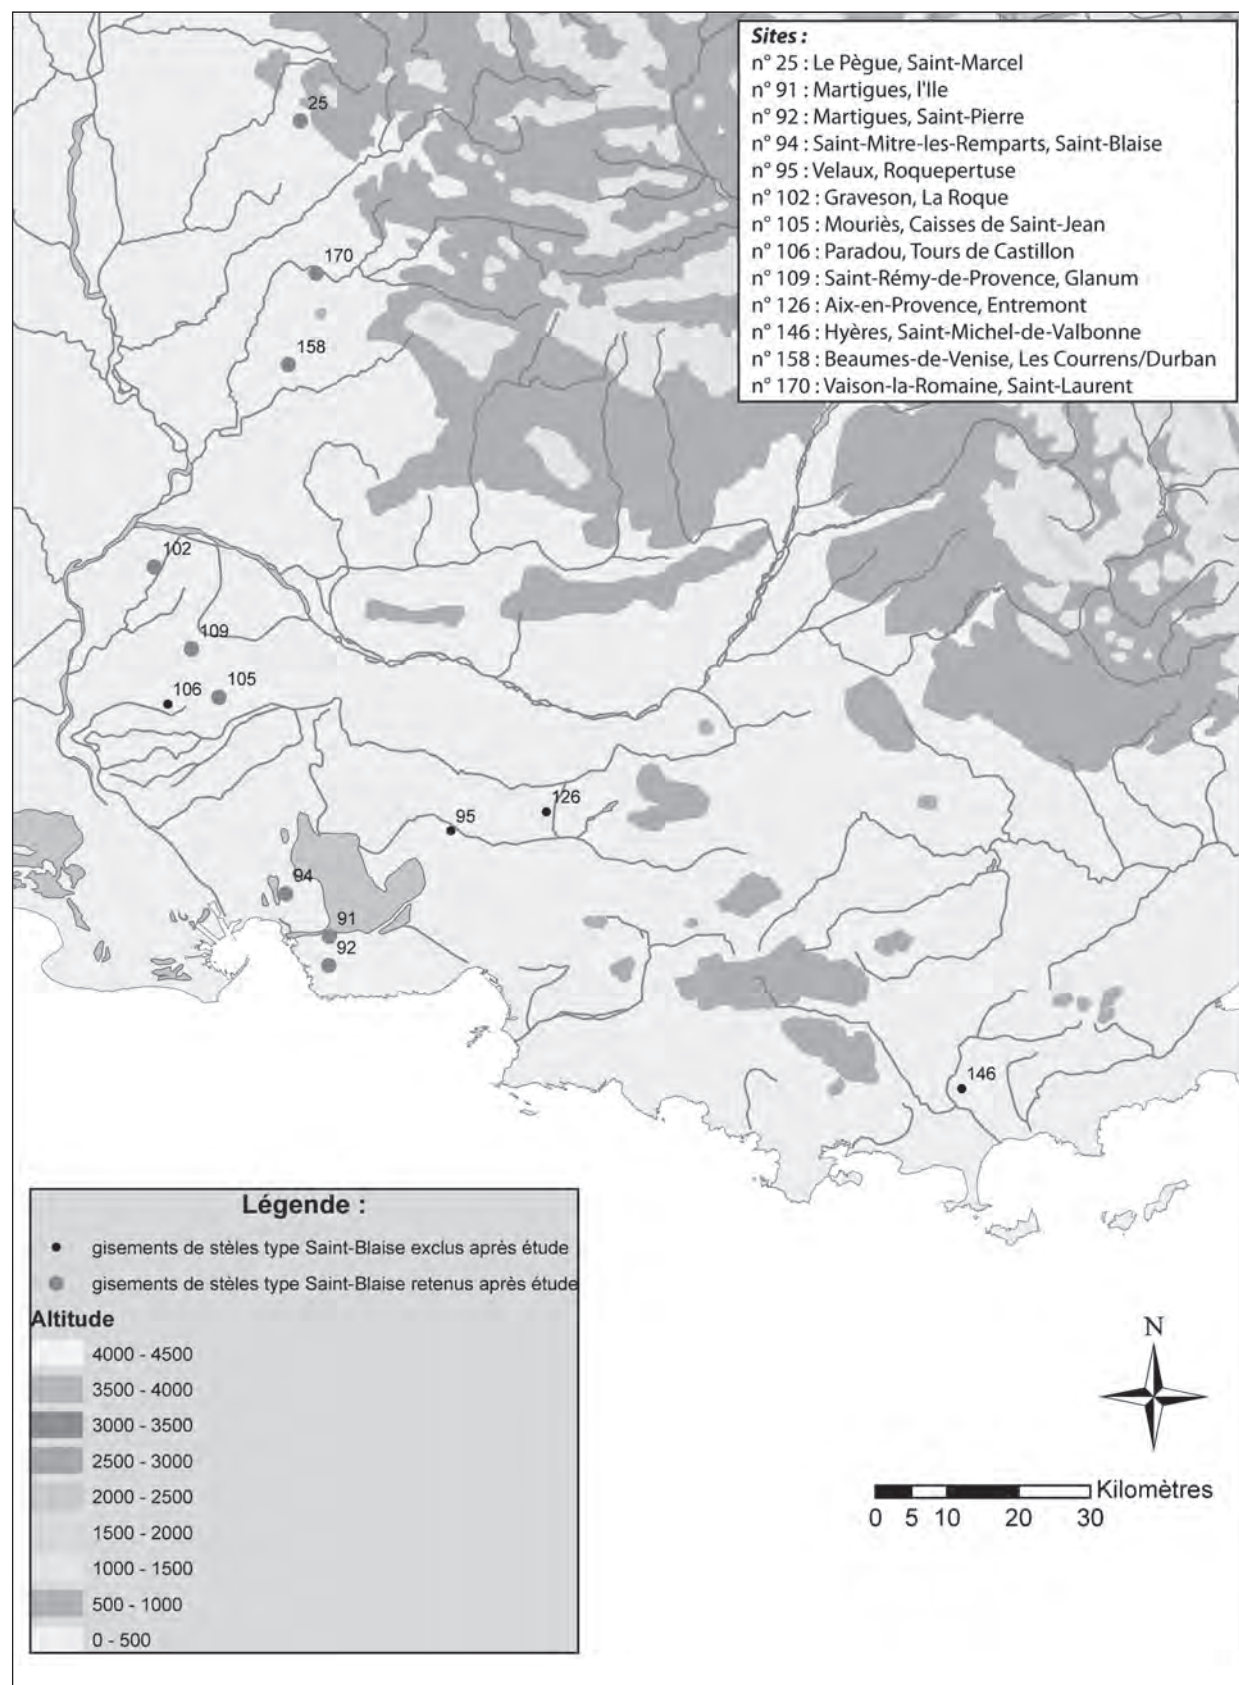 Sites :
n° 25 : Le Pègue, Saint-Marcel
n° 91 : Martigues, l'Ile
n° 92 : Martigues, Saint-Pierre
n° 94 : Saint-Mitre-les-Remparts, Saint-Blaise
n° 95 : Velaux, Roquepertuse
n° 102 : Graveson, La Roque
n° 105 : Mouriès, Caisses de Saint-Jean
n° 106 : Paradou, Tours de Castillon
n° 109 : Saint-Rémy-de-Provence, Glanum
n° 126 : Aix-en-Provence, Entremont
n° 146 : Hyères, Saint-Michel-de-Valbonne
n° 158 : Beaumes-de-Venise, Les Courrens/Durban
n° 170 : Vaison-la-Romaine, Saint-Laurent
25
170
158
102
109
105
106
126
95
94
91
92
146
Légende :
gisements de stèles type Saint-Blaise exclus après étude
gisements de stèles type Saint-Blaise retenus après étude
Altitude
4000 - 4500
3500 - 4000
3000 - 3500
2500 - 3000
2000 - 2500
1500 - 2000
1000 - 1500
500 - 1000
0 - 500
N
Kilomètres
0 5 10 20 30